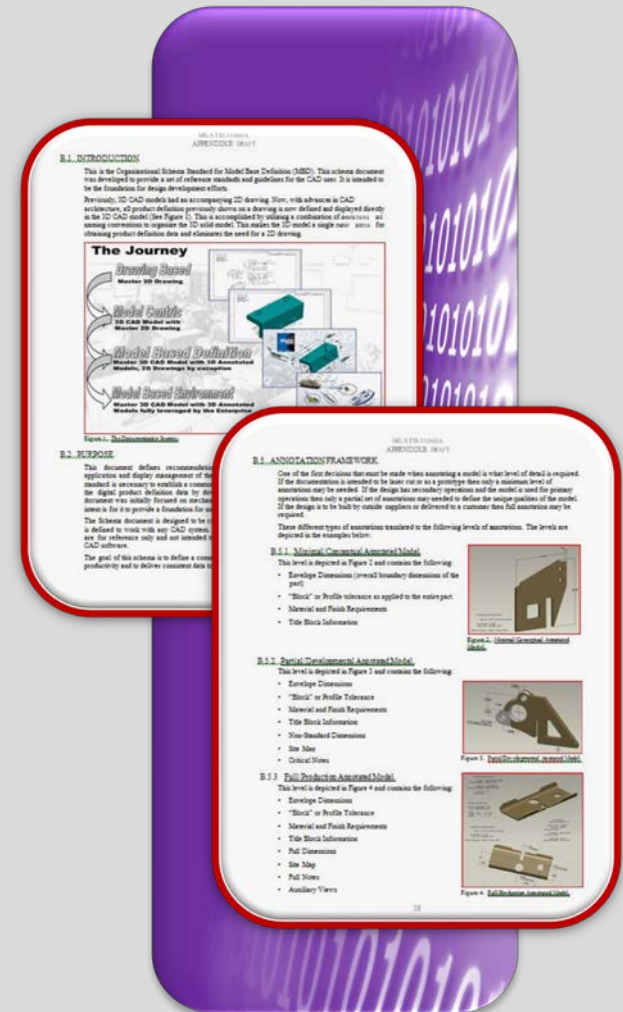 APPENDIX B DRAFT
B.1 INTRODUCTION
This is the Organizational Schema Standard for Model Base Definition (MBD). This schema document
was developed to provide a set of reference standards and guidelines for the CAD user. It is intended to
be the foundation for design development efforts.
Previously, 3D CAD models had an accompanying 2D drawing. Now, with advances in CAD
architecture, all product definition previously shown on a drawing is now defined and displayed directly
in the 3D CAD model (See Figure 1). This is accomplished by utilizing a combination of
naming conventions to organize the 3D solid model. This makes the 3D model a single
obtaining product definition data and eliminates the need for a 2D drawing.
The Journey
Drawing Based
Master 2D Drawing
Model Centric
3D CAD Model with
Master 2D Drawing
Model Based Definition
Master 3D CAD Model with 3D Annotated
Models, 2D Drawings by exception
Model Based Environment
Master 3D CAD Model with 3D Annotated
Models fully leveraged by the Enterprise
Figure 1.
B.2 PURPOSE
This document defines recommendation
application and display management of the
standard is necessary to establish a common
the digital product definition data by
document was initially focused on mechan
intent is for it to provide a foundation for
The Schema document is designed to be
is defined to work with any CAD system.
are for reference only and not intended
CAD software.
The goal of this schema is to define a comm
productivity and to deliver consistent data to
APPENDIX B DRAFT
B.5 ANNOTATION FRAMEWORK
One of the first decisions that must be made when annotating a model is what level of detail is required.
If the documentation is intended to be laser cut or as a prototype then only a minimum level of
annotations may be needed. If the design has secondary operations and the model is used for primary
operations then only a partial set of annotations may needed to define the unique qualities of the model.
If the design is to be built by outside suppliers or delivered to a customer then full annotation may be
required.
These different types of annotations translated to the following levels of annotations. The levels are
depicted in the examples below.
B.5.1 Minimal Conceptual Annotated Model.
This level is depicted in Figure 2 and contains the following:
• Envelope Dimensions (overall boundary dimensions of the
part)
• "Block" or Profile tolerance as applied to the entire part
• Material and Finish Requirements
• Title Block Information
Figure 2. Minimal Conceptual Annotated
Model.
B.5.2 Partial Developmental Annotated Model.
This level is depicted in Figure 3 and contains the following:
• Envelope Dimensions
• "Block" or Profile Tolerance
• Material and Finish Requirements
• Title Block Information
• Non-Standard Dimensions
• Site Map
• Critical Notes
Figure 3. Partial Developmental Annotated Model.
B.5.3 Full Production Annotated Model.
This level is depicted in Figure 4 and contains the following:
• Envelope Dimensions
• "Block" or Profile Tolerance
• Material and Finish Requirements
• Title Block Information
• Full Dimensions
• Site Map
• Full Notes
• Auxiliary Views
Figure 4. Full Production Annotated Model.